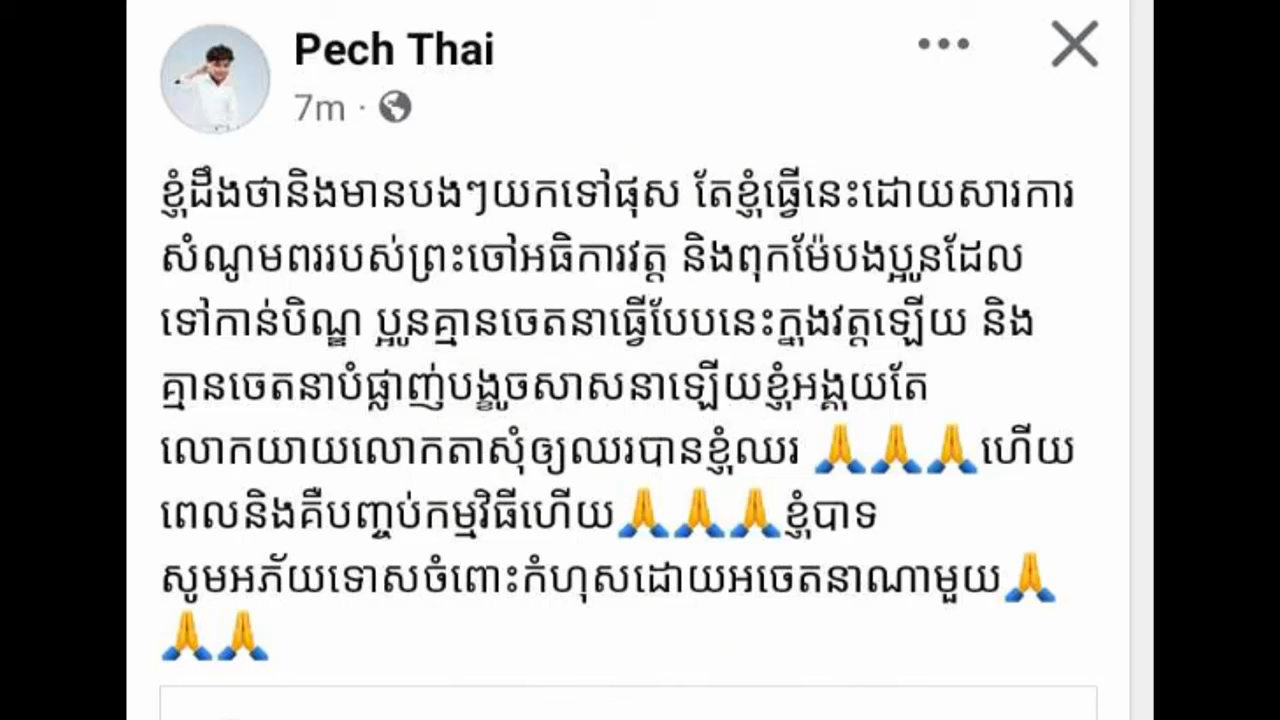 Pech Thai
7m ·
ខ្ញុំដឹងថានិងមានបងៗយកទៅផុស តែខ្ញុំធ្វើនេះដោយសារការ
សំណូមពររបស់ព្រះចៅអធិការវត្ត និងពុកម៉ែបងប្អូនដែល
ទៅកាន់បិណ្ឌ ប្អូនគ្មានចេតនាធ្វើបែបនេះក្នុងវត្តឡើយ និង
គ្មានចេតនាបំផ្លាញ់បង្ខូចសាសនាឡើយខ្ញុំអង្គុយតែ
លោកយាយលោកតាសុំឲ្យឈរបានខ្ញុំឈរ 🙏🙏🙏ហើយ
ពេលនិងគឺបញ្ចប់កម្មវិធីហើយ🙏🙏🙏ខ្ញុំបាទ
សូមអភ័យទោសចំពោះកំហុសដោយអចេតនាណាមួយ🙏
🙏🙏